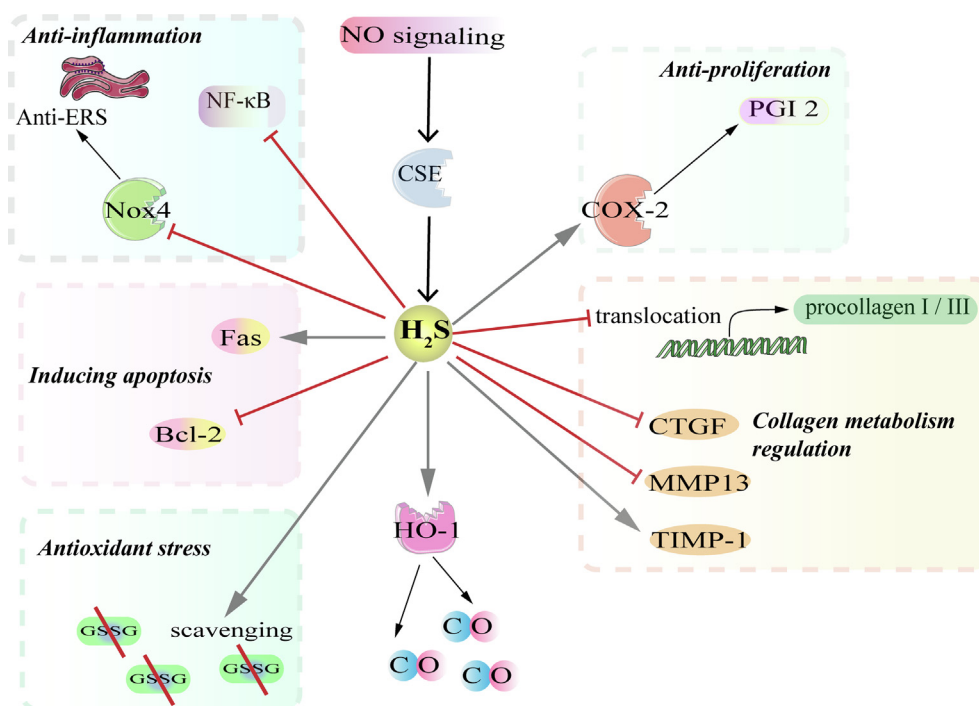 Anti-inflammation
Anti-ERS
NF-κB
Nox4
NO signaling
CSE
H₂S
Anti-proliferation
PGI 2
COX-2
translocation
procollagen I / III
CTGF
Collagen metabolism
regulation
MMP13
TIMP-1
Fas
Inducing apoptosis
Bcl-2
Antioxidant stress
scavenging
GSSG
GSSG
GSSG
HO-1
CO
CO
CO